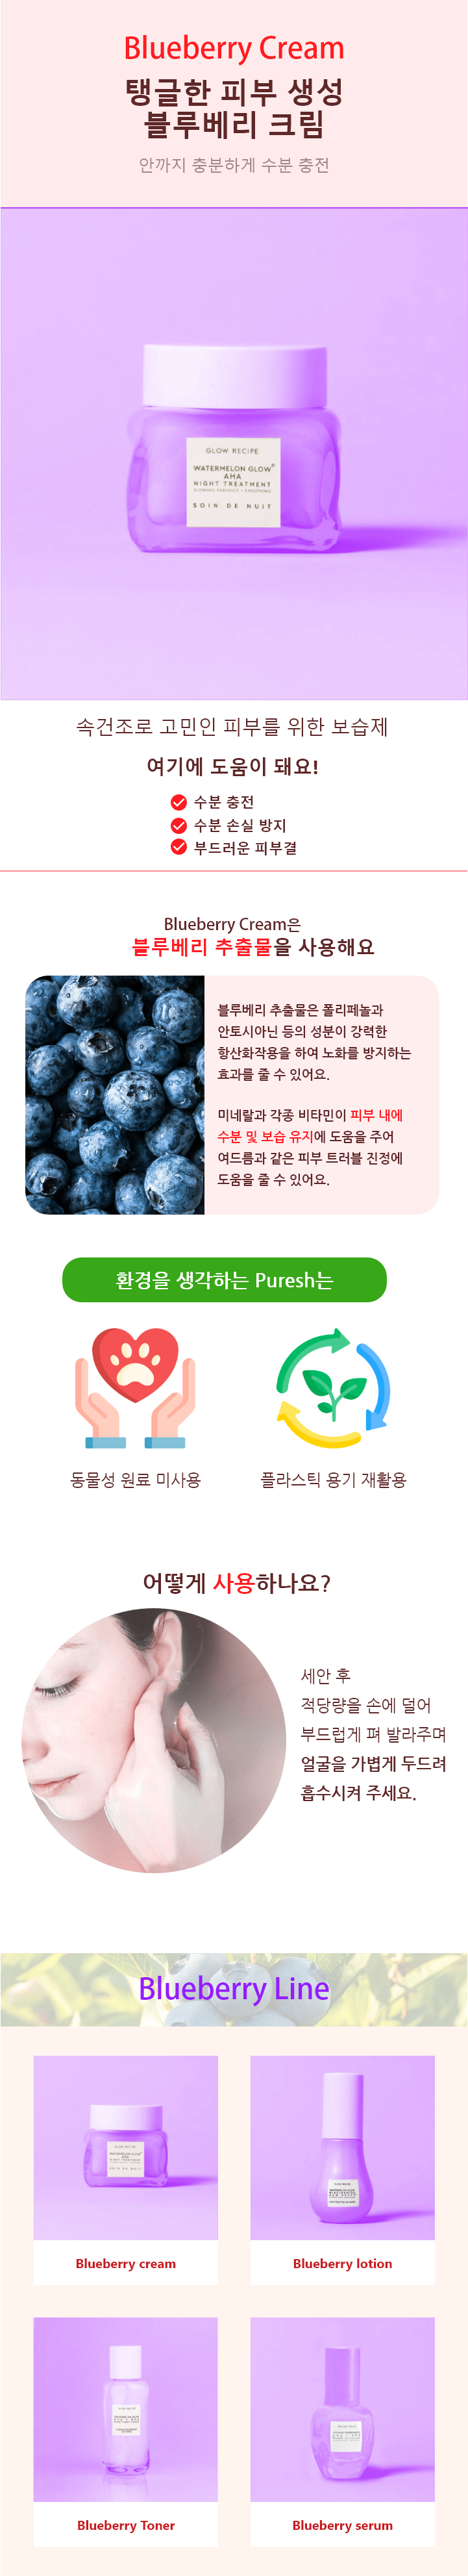 Blueberry Cream
탱글한 피부 생성
블루베리 크림
안까지 충분하게 수분 충전
GLOW RECIPE
WATERMELON GLOW®
AHA
NIGHT TREATMENT
SOIN DE NUIT
속건조로 고민인 피부를 위한 보습제
여기에 도움이 돼요!
수분 충전
수분 손실 방지
부드러운 피부결
Blueberry Cream은
블루베리 추출물을 사용해요
블루베리 추출물은 폴리페놀과
안토시아닌 등의 성분이 강력한
항산화작용을 하여 노화를 방지하는
효과를 줄 수 있어요.
미네랄과 각종 비타민이 피부 내에
수분 및 보습 유지에 도움을 주어
여드름과 같은 피부 트러블 진정에
도움을 줄 수 있어요.
환경을 생각하는 Puresh는
동물성 원료 미사용
플라스틱 용기 재활용
어떻게 사용하나요?
세안 후
적당량을 손에 덜어
부드럽게 펴 발라주며
얼굴을 가볍게 두드려
흡수시켜 주세요.
Blueberry Line
GLOW RECIPE
WATERMELON GLOW®
AHA
NIGHT TREATMENT
SOIN DE NUIT
Blueberry cream
GLOW RECIPE
Blueberry lotion
GLOW RECIPE
Blueberry Toner
Blueberry serum